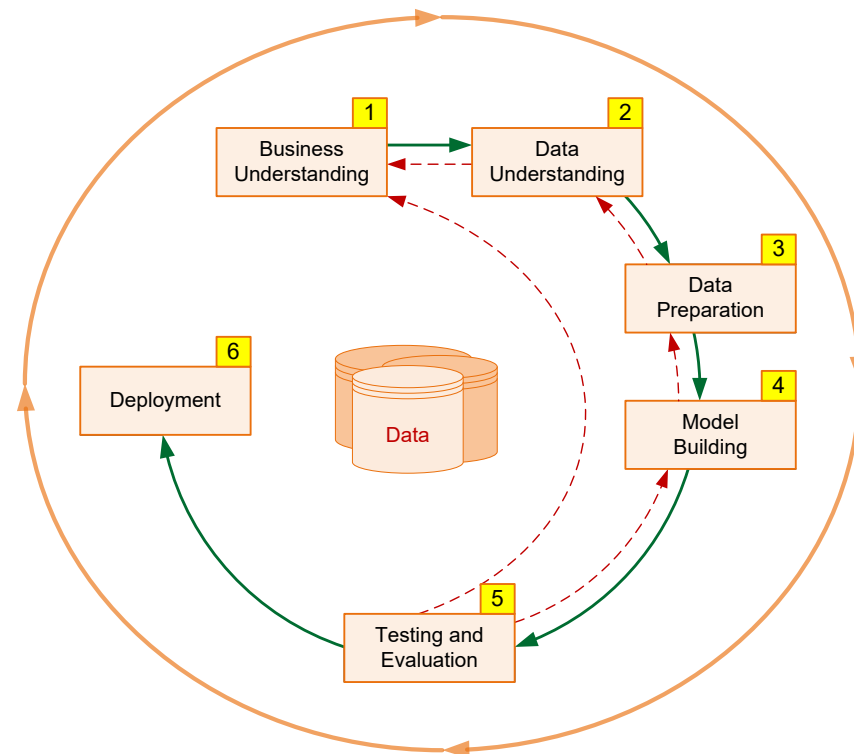 1
Business
Understanding
2
Data
Understanding
3
Data
Preparation
4
Model
Building
5
Testing and
Evaluation
6
Deployment
Data